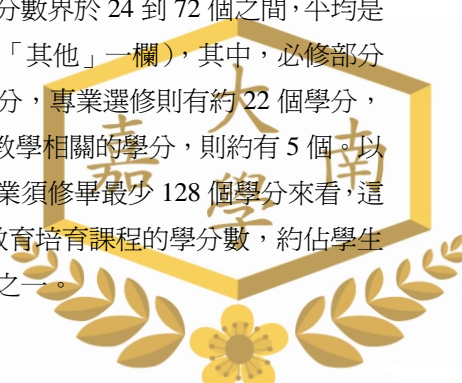 分數界於 24 到 72 個之間，平均是
「其他」一欄），其中，必修部分
分，專業選修則有約 22 個學分，
教學相關的學分，則約有 5 個。以
業須修畢最少 128 個學分來看，這
教育培育課程的學分數，約佔學生
之一。
大
嘉 南
學